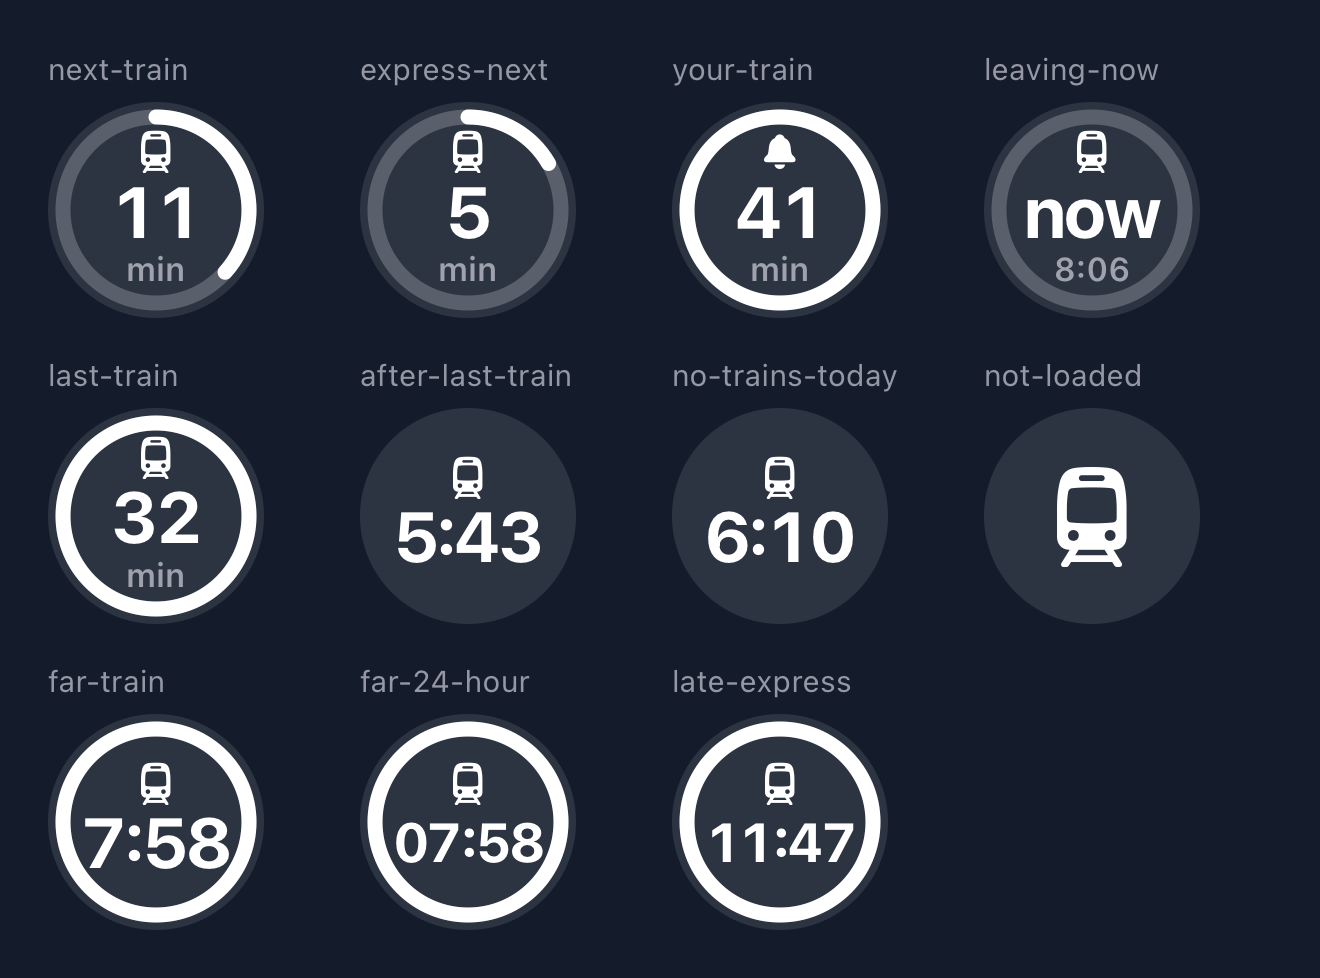 next-train
express-next
your-train
leaving-now
11
min
5
min
41
min
now
8:06
last-train
after-last-train
no-trains-today
not-loaded
32
min
5:43
6:10
far-train
far-24-hour
late-express
7:58
07:58
11:47